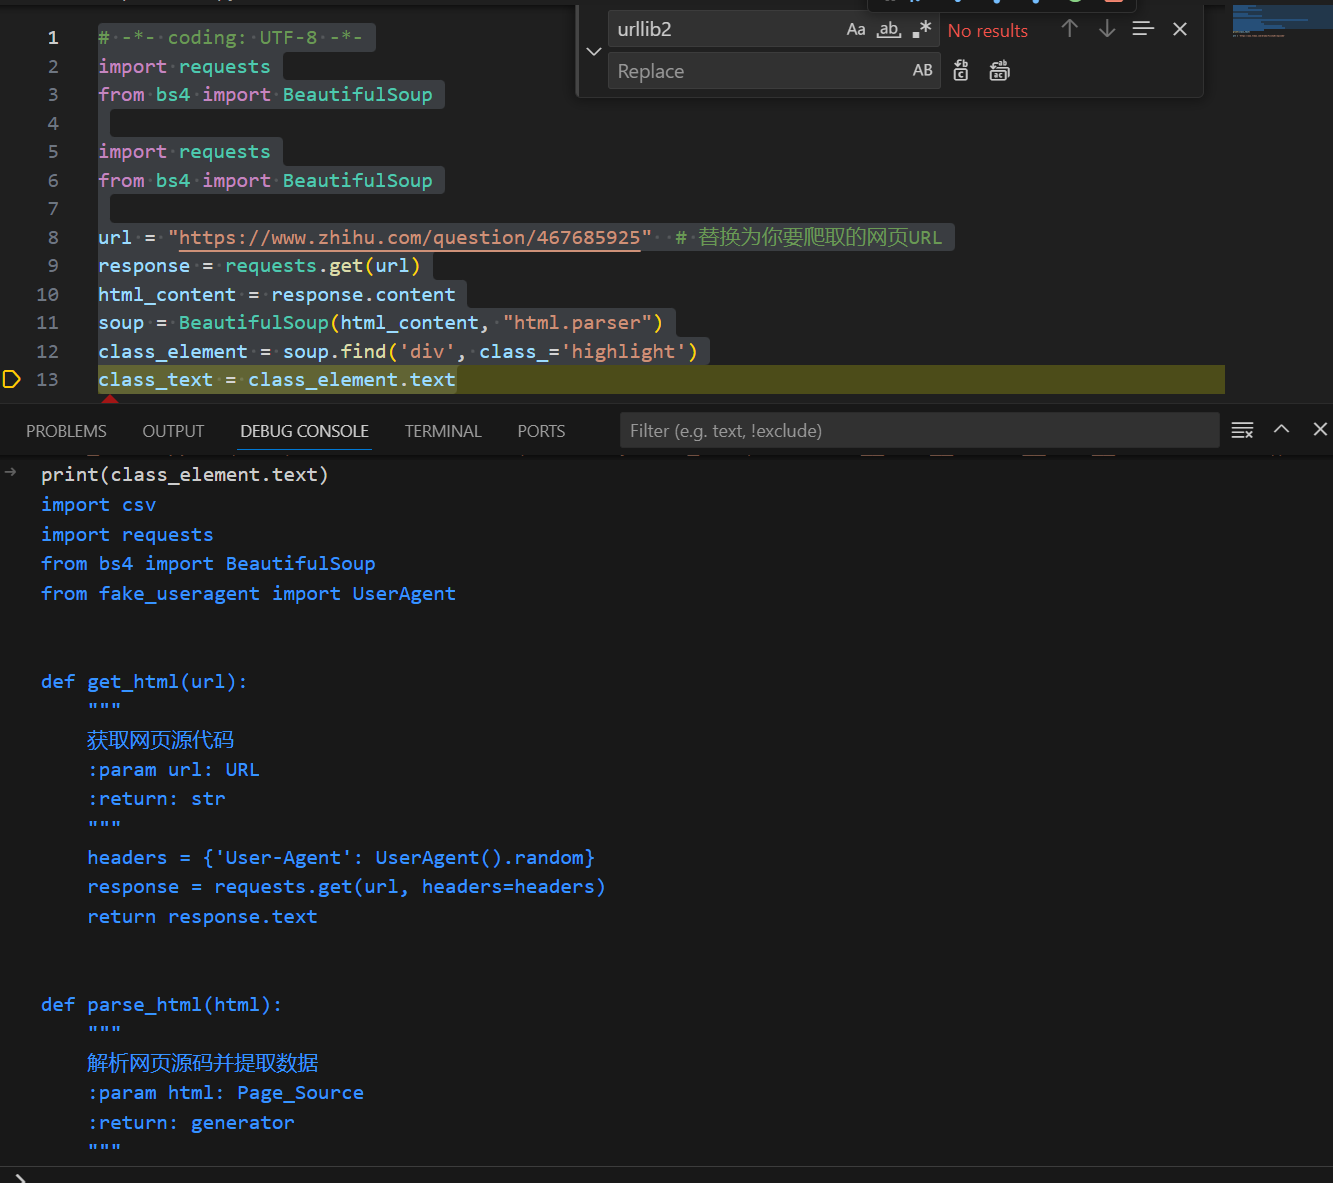 urllib2
Aa
ab
.*
No results
Replace
AB
1
# -*- coding: UTF-8 -*-
2
import requests
3
from bs4 import BeautifulSoup
4
5
import requests
6
from bs4 import BeautifulSoup
7
8
url = "https://www.zhihu.com/question/467685925"  # 替换为你要爬取的网页URL
9
response = requests.get(url)
10
html_content = response.content
11
soup = BeautifulSoup(html_content, "html.parser")
12
class_element = soup.find('div', class_='highlight')
13
class_text = class_element.text
PROBLEMS
OUTPUT
DEBUG CONSOLE
TERMINAL
PORTS
Filter (e.g. text, !exclude)
print(class_element.text)
import csv
import requests
from bs4 import BeautifulSoup
from fake_useragent import UserAgent
def get_html(url):
"""
获取网页源代码
:param url: URL
:return: str
"""
headers = {'User-Agent': UserAgent().random}
response = requests.get(url, headers=headers)
return response.text
def parse_html(html):
"""
解析网页源码并提取数据
:param html: Page_Source
:return: generator
"""